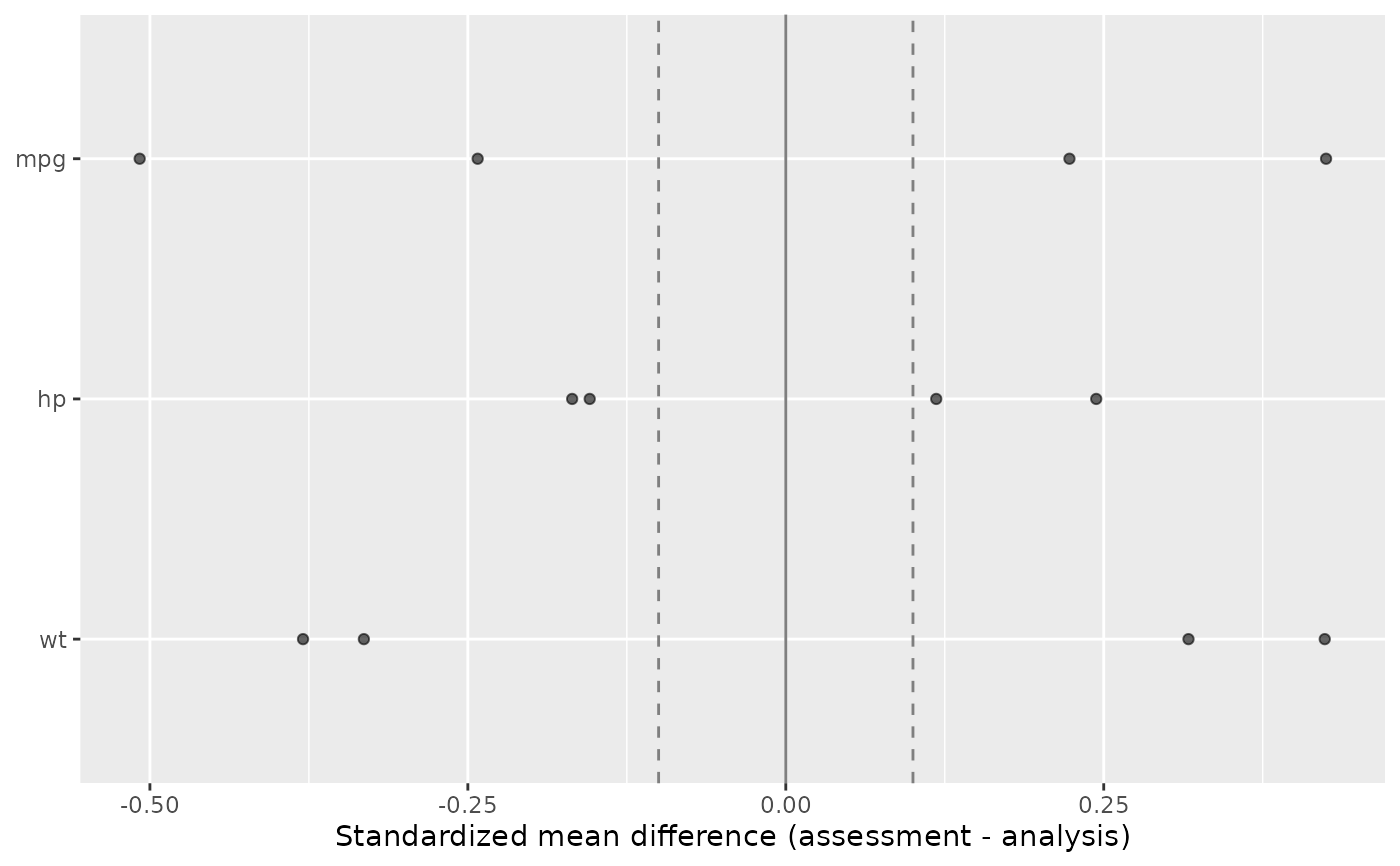 mpg
hp
wt
-0.50 -0.25 0.00 0.25
Standardized mean difference (assessment - analysis)